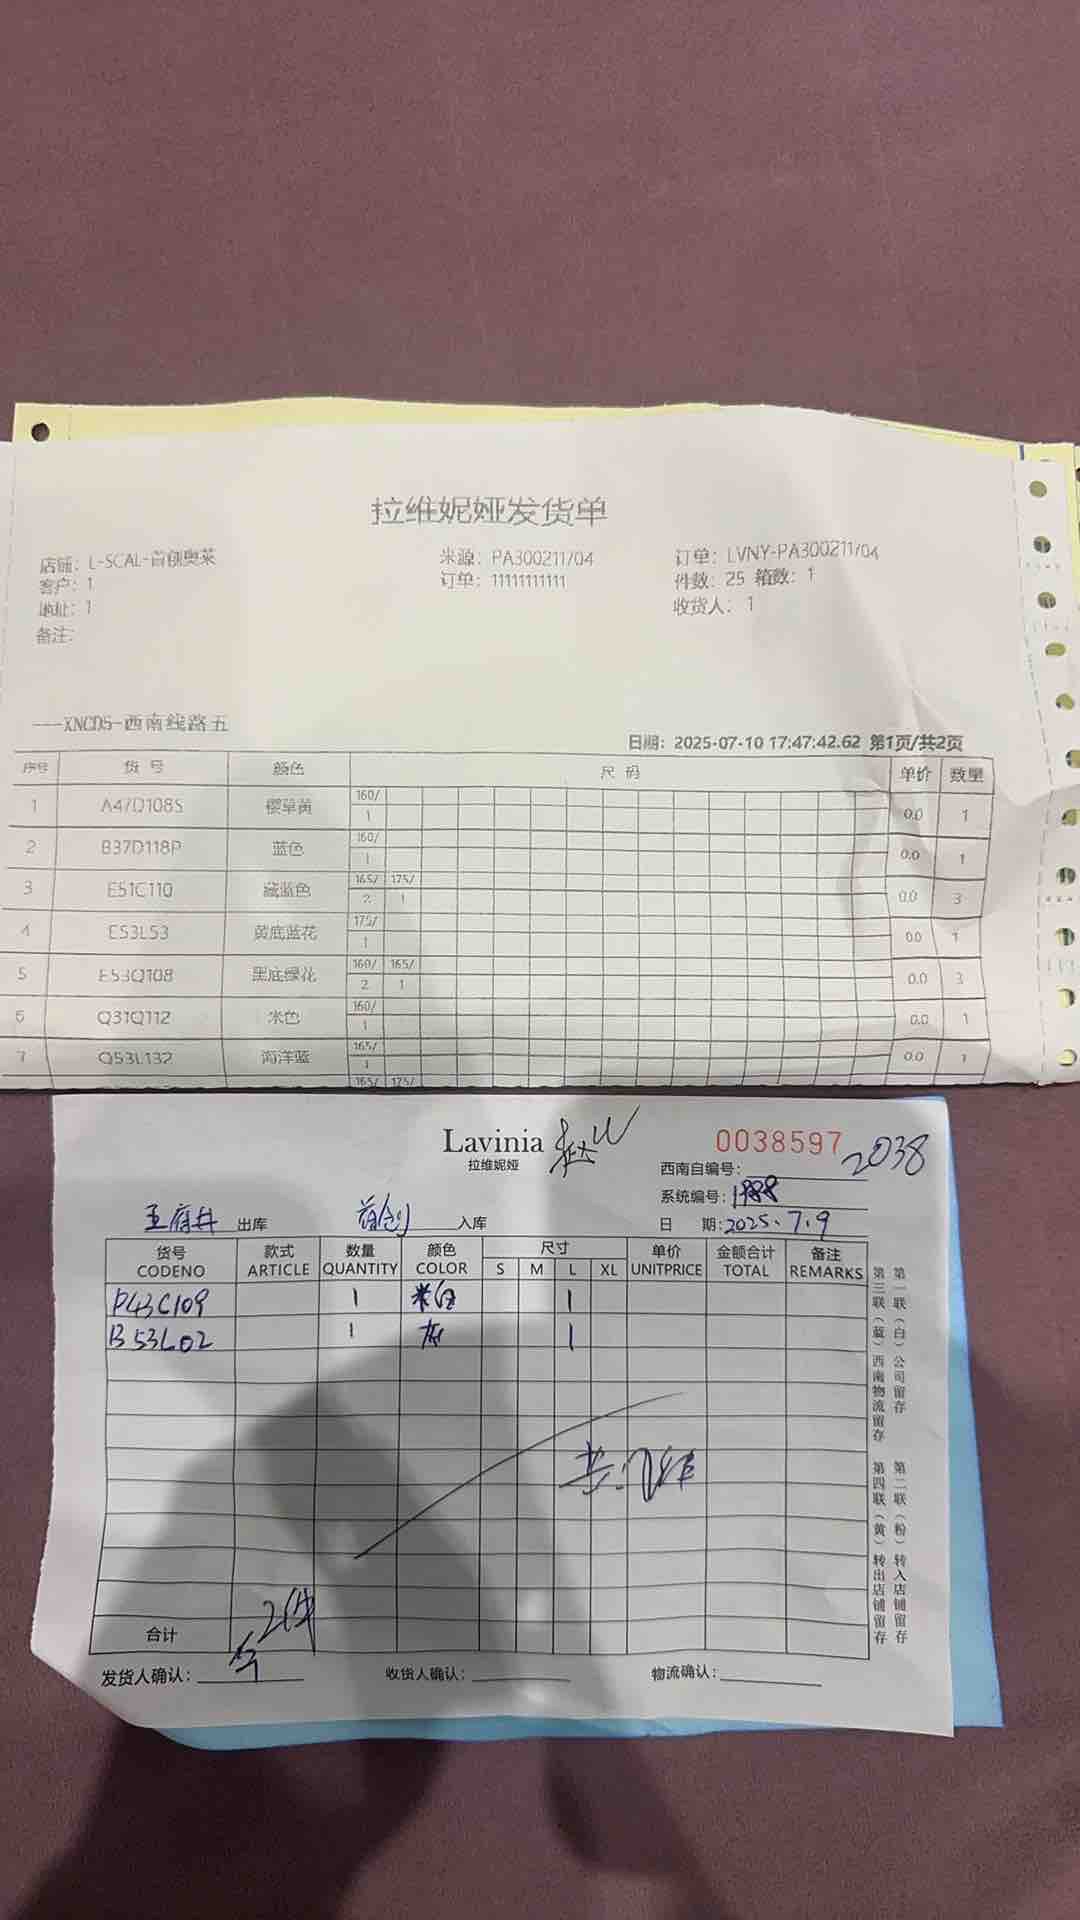 拉维妮娅发货单
店铺：L-SCAL-首创奥莱 来源：PA300211/04 订单：LVNY-PA300211/04
客户：1 订单：11111111111 件数：25 箱数：1
地址：1 收货人：1
备注：
---XNCD5-西南线路五
日期：2025-07-10 17:47:42.62 第1页/共2页
序号 货号 颜色 尺码 单价 数量
1 A47D108S 樱草黄 160/ 1 0.0 1
2 B37D118P 蓝色 160/ 1 0.0 1
3 E51C110 藏蓝色 165/ 175/ 2 1 0.0 3
4 E53L53 黄底蓝花 175/ 1 0.0 1
5 E53Q108 黑底绿花 160/ 165/ 2 1 0.0 3
6 Q31Q112 米色 160/ 1 0.0 1
7 Q53L132 海洋蓝 165/ 1 0.0 1
165/ 175/
Lavinia
拉维妮娅
0038597
西南自编号： 2038
系统编号：
王府井 出库 首创 入库 日期：2025.7.9
货号 款式 数量 颜色 尺寸 单价 金额合计 备注
CODENO ARTICLE QUANTITY COLOR S M L XL UNITPRICE TOTAL REMARKS
P43C109 1 米白 1
B53L02 1 灰 1
合计 2件
发货人确认： 收货人确认： 物流确认：
第一联（白）公司留存 第二联（粉）转入店铺留存
第三联（蓝）西南物流留存 第四联（黄）转出店铺留存